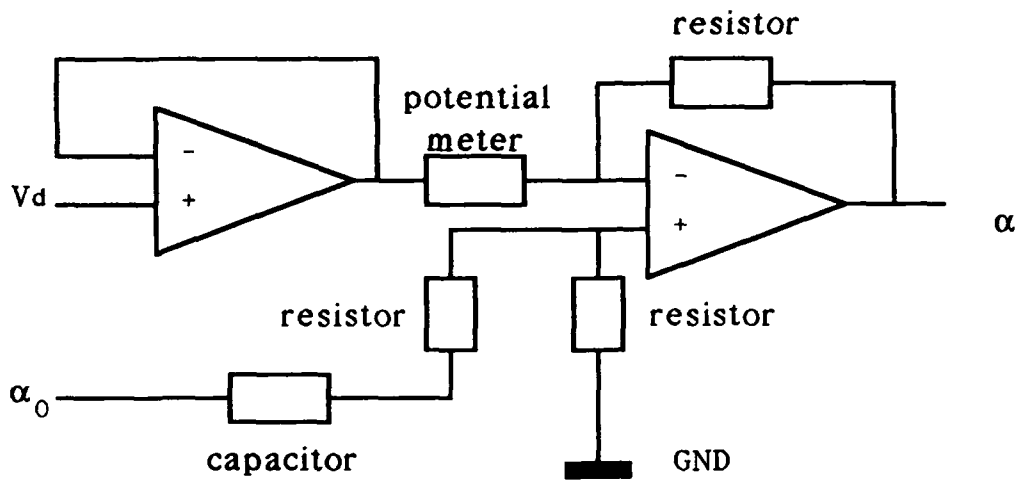 resistor
potential
meter
-
+
Vd
-
+
α
resistor
resistor
α0
capacitor
GND